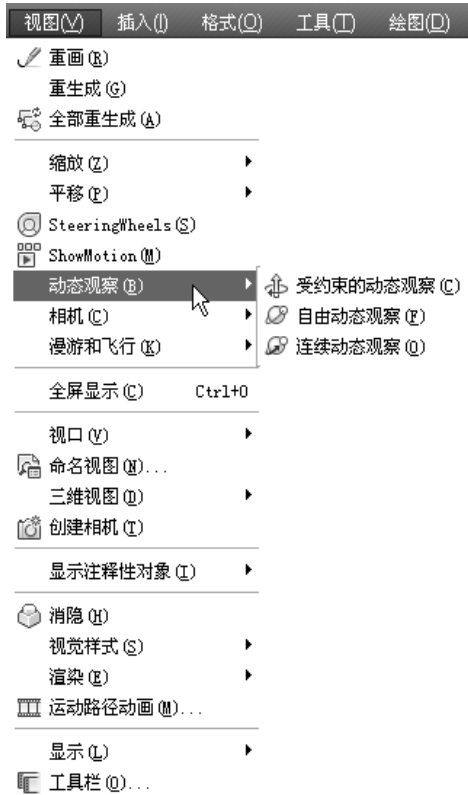 视图(V) 插入(I) 格式(O) 工具(T) 绘图(D)
重画(R)
重生成(G)
全部重生成(A)
缩放(Z)
平移(P)
SteeringWheels(S)
ShowMotion(M)
动态观察(B)
受约束的动态观察(C)
相机(C)
自由动态观察(F)
漫游和飞行(K)
连续动态观察(O)
全屏显示(C) Ctrl+0
视口(V)
命名视图(N)...
三维视图(D)
创建相机(T)
显示注释性对象(I)
消隐(H)
视觉样式(S)
渲染(E)
运动路径动画(M)...
显示(L)
工具栏(O)...